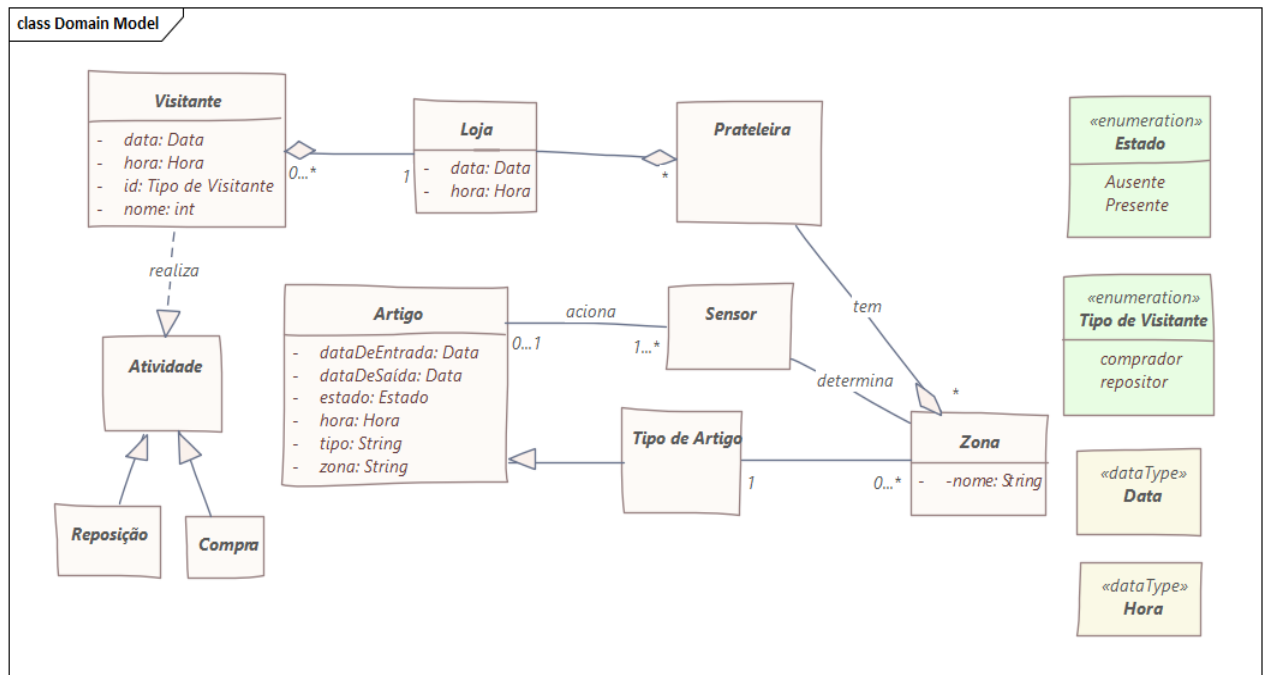 class Domain Model
Visitante
- data: Data
- hora: Hora
- id: Tipo de Visitante
- nome: int
0...*
1
Loja
- data: Data
- hora: Hora
*
Prateleira
«enumeration»
Estado
Ausente
Presente
realiza
Atividade
Reposição
Compra
Artigo
- dataDeEntrada: Data
- dataDeSaída: Data
- estado: Estado
- hora: Hora
- tipo: String
- zona: String
aciona
0...1
1...*
Sensor
tem
determina
*
Tipo de Artigo
1
0...*
Zona
- -nome: String
«enumeration»
Tipo de Visitante
comprador
repositor
«dataType»
Data
«dataType»
Hora